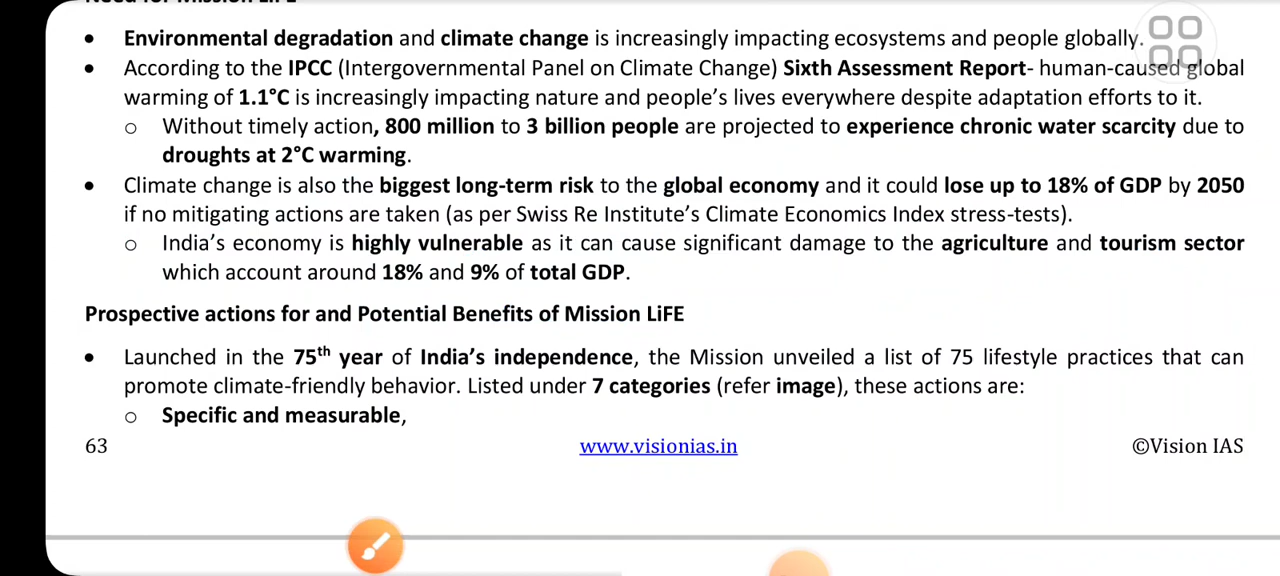 Need for Mission LiFE
• Environmental degradation and climate change is increasingly impacting ecosystems and people globally.
• According to the IPCC (Intergovernmental Panel on Climate Change) Sixth Assessment Report- human-caused global
warming of 1.1°C is increasingly impacting nature and people's lives everywhere despite adaptation efforts to it.
o Without timely action, 800 million to 3 billion people are projected to experience chronic water scarcity due to
droughts at 2°C warming.
• Climate change is also the biggest long-term risk to the global economy and it could lose up to 18% of GDP by 2050
if no mitigating actions are taken (as per Swiss Re Institute's Climate Economics Index stress-tests).
o India's economy is highly vulnerable as it can cause significant damage to the agriculture and tourism sector
which account around 18% and 9% of total GDP.
Prospective actions for and Potential Benefits of Mission LiFE
• Launched in the 75th year of India's independence, the Mission unveiled a list of 75 lifestyle practices that can
promote climate-friendly behavior. Listed under 7 categories (refer image), these actions are:
o Specific and measurable,
63 www.visionias.in ©Vision IAS